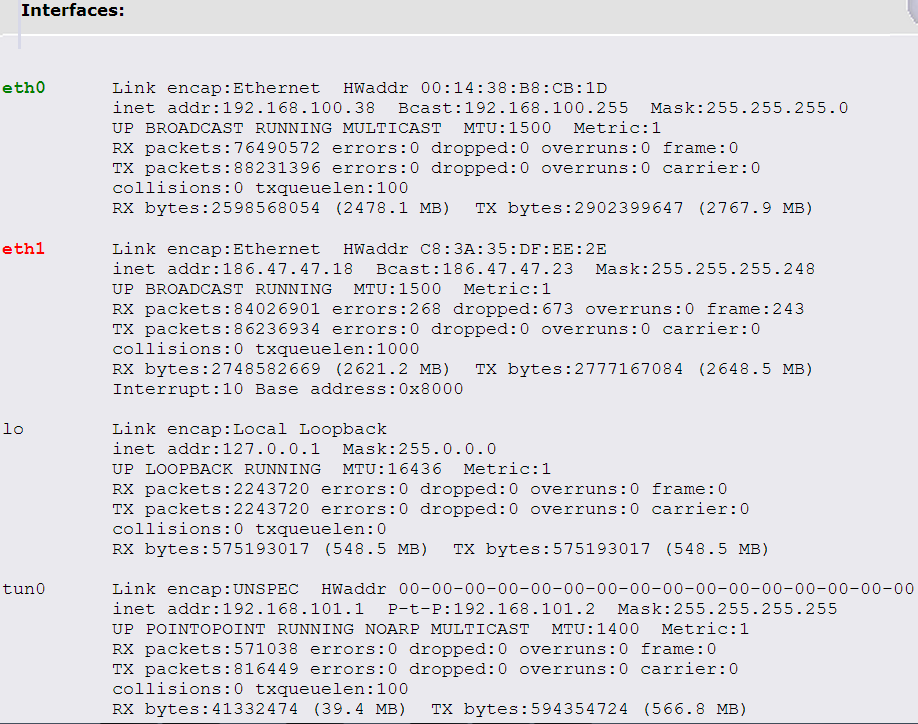 Interfaces:
eth0 Link encap:Ethernet HWaddr 00:14:38:B8:CB:1D
inet addr:192.168.100.38 Bcast:192.168.100.255 Mask:255.255.255.0
UP BROADCAST RUNNING MULTICAST MTU:1500 Metric:1
RX packets:76490572 errors:0 dropped:0 overruns:0 frame:0
TX packets:88231396 errors:0 dropped:0 overruns:0 carrier:0
collisions:0 txqueuelen:100
RX bytes:2598568054 (2478.1 MB) TX bytes:2902399647 (2767.9 MB)
eth1 Link encap:Ethernet HWaddr C8:3A:35:DF:EE:2E
inet addr:186.47.47.18 Bcast:186.47.47.23 Mask:255.255.255.248
UP BROADCAST RUNNING MTU:1500 Metric:1
RX packets:84026901 errors:268 dropped:673 overruns:0 frame:243
TX packets:86236934 errors:0 dropped:0 overruns:0 carrier:0
collisions:0 txqueuelen:1000
RX bytes:2748582669 (2621.2 MB) TX bytes:2777167084 (2648.5 MB)
Interrupt:10 Base address:0x8000
lo Link encap:Local Loopback
inet addr:127.0.0.1 Mask:255.0.0.0
UP LOOPBACK RUNNING MTU:16436 Metric:1
RX packets:2243720 errors:0 dropped:0 overruns:0 frame:0
TX packets:2243720 errors:0 dropped:0 overruns:0 carrier:0
collisions:0 txqueuelen:0
RX bytes:575193017 (548.5 MB) TX bytes:575193017 (548.5 MB)
tun0 Link encap:UNSPEC HWaddr 00-00-00-00-00-00-00-00-00-00-00-00-00-00-00-00
inet addr:192.168.101.1 P-t-P:192.168.101.2 Mask:255.255.255.255
UP POINTOPOINT RUNNING NOARP MULTICAST MTU:1400 Metric:1
RX packets:571038 errors:0 dropped:0 overruns:0 frame:0
TX packets:816449 errors:0 dropped:0 overruns:0 carrier:0
collisions:0 txqueuelen:100
RX bytes:41332474 (39.4 MB) TX bytes:594354724 (566.8 MB)